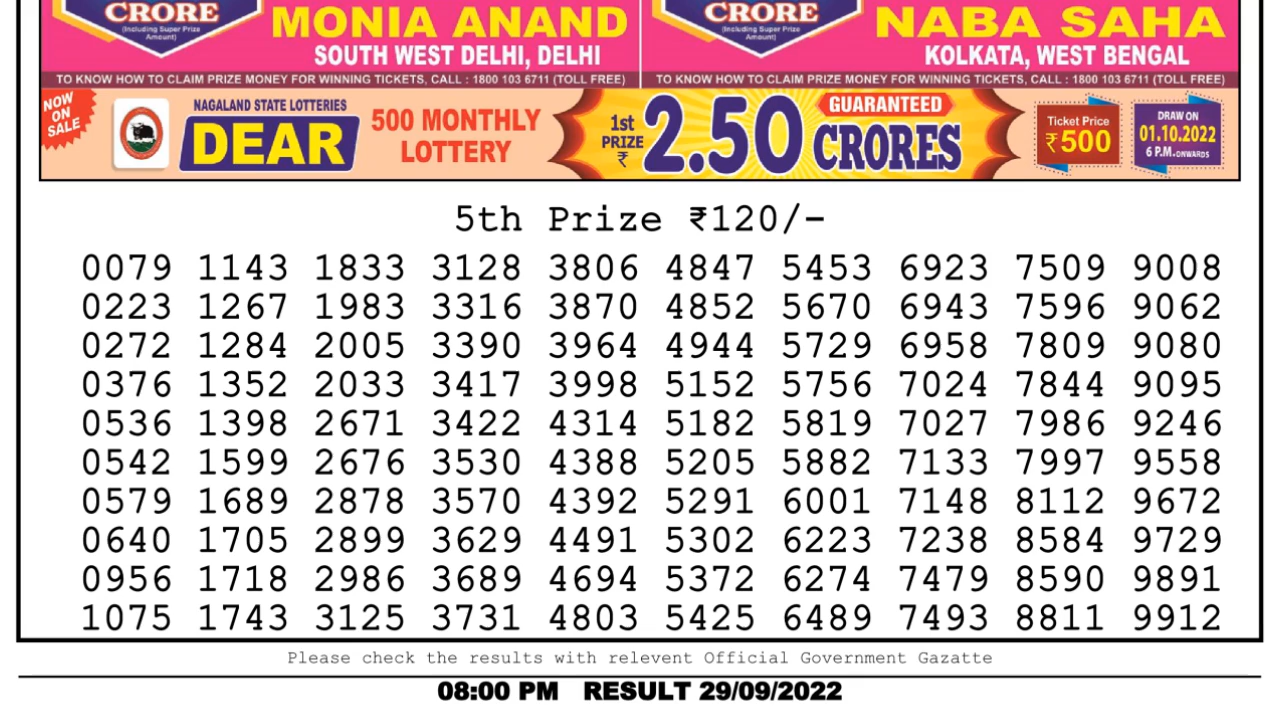 CRORE
(Including Super Prize
Amount)
MONIA ANAND
SOUTH WEST DELHI, DELHI
CRORE
(Including Super Prize
Amount)
NABA SAHA
KOLKATA, WEST BENGAL
TO KNOW HOW TO CLAIM PRIZE MONEY FOR WINNING TICKETS, CALL : 1800 103 6711 (TOLL FREE)
TO KNOW HOW TO CLAIM PRIZE MONEY FOR WINNING TICKETS, CALL : 1800 103 6711 (TOLL FREE)
NOW
ON
SALE
NAGALAND STATE LOTTERIES
DEAR
500 MONTHLY
LOTTERY
1st
PRIZE
₹
2.50
GUARANTEED
CRORES
Ticket Price
₹500
DRAW ON
01.10.2022
6 P.M.ONWARDS
5th Prize ₹120/-
0079 1143 1833 3128 3806 4847 5453 6923 7509 9008
0223 1267 1983 3316 3870 4852 5670 6943 7596 9062
0272 1284 2005 3390 3964 4944 5729 6958 7809 9080
0376 1352 2033 3417 3998 5152 5756 7024 7844 9095
0536 1398 2671 3422 4314 5182 5819 7027 7986 9246
0542 1599 2676 3530 4388 5205 5882 7133 7997 9558
0579 1689 2878 3570 4392 5291 6001 7148 8112 9672
0640 1705 2899 3629 4491 5302 6223 7238 8584 9729
0956 1718 2986 3689 4694 5372 6274 7479 8590 9891
1075 1743 3125 3731 4803 5425 6489 7493 8811 9912
Please check the results with relevent Official Government Gazatte
08:00 PM RESULT 29/09/2022